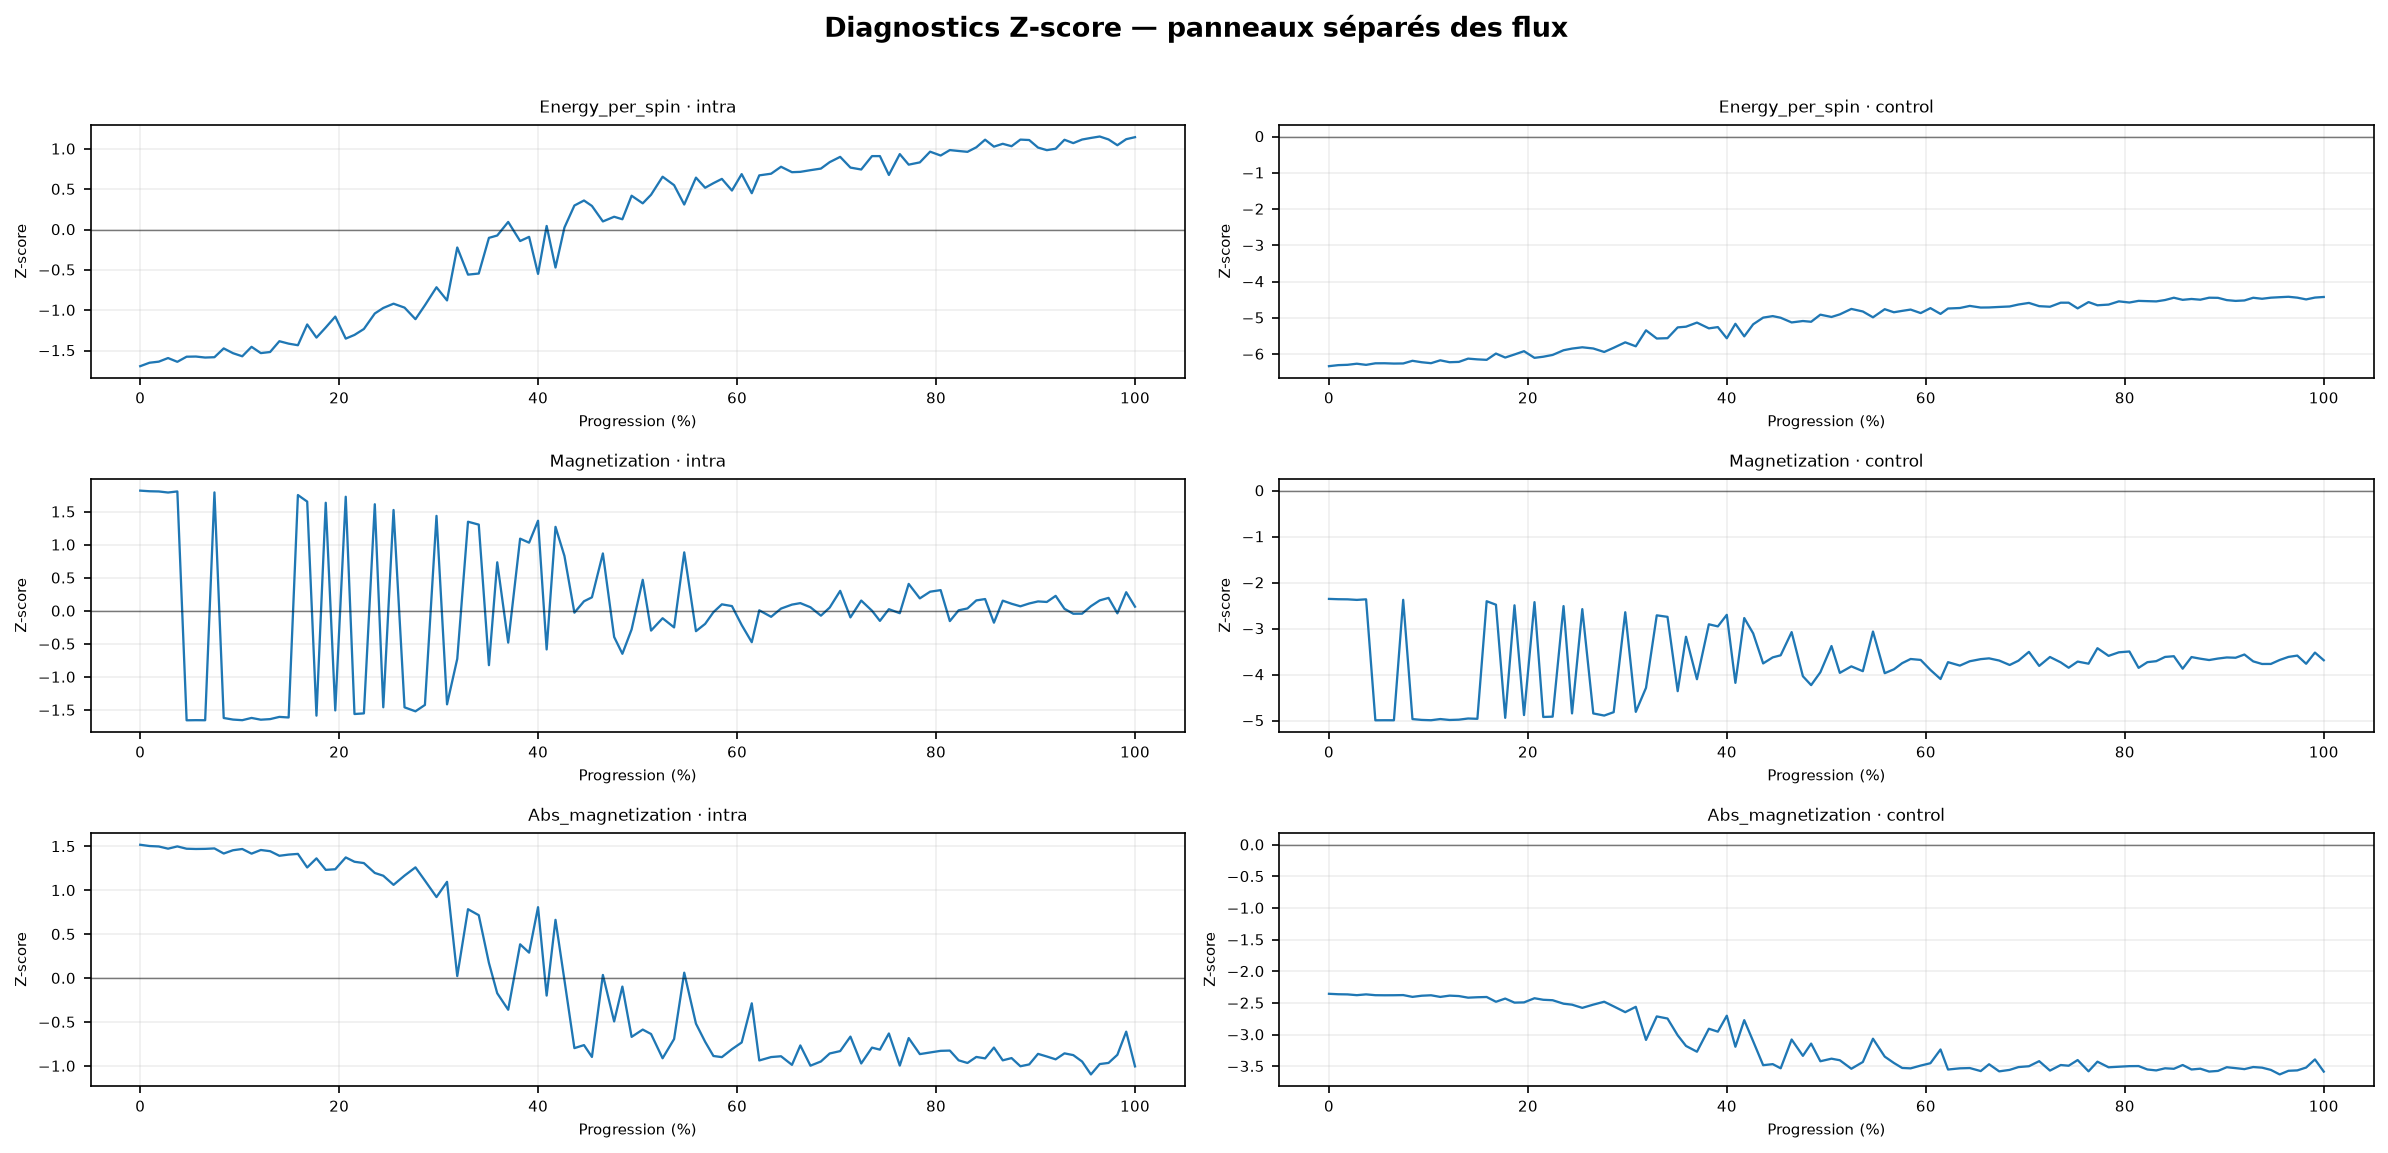 Diagnostics Z-score — panneaux séparés des flux
Energy_per_spin · intra
Z-score
1.0
0.5
0.0
−0.5
−1.0
−1.5
0 20 40 60 80 100
Progression (%)
Energy_per_spin · control
Z-score
0
−1
−2
−3
−4
−5
−6
0 20 40 60 80 100
Progression (%)
Magnetization · intra
Z-score
1.5
1.0
0.5
0.0
−0.5
−1.0
−1.5
0 20 40 60 80 100
Progression (%)
Magnetization · control
Z-score
0
−1
−2
−3
−4
−5
0 20 40 60 80 100
Progression (%)
Abs_magnetization · intra
Z-score
1.5
1.0
0.5
0.0
−0.5
−1.0
0 20 40 60 80 100
Progression (%)
Abs_magnetization · control
Z-score
0.0
−0.5
−1.0
−1.5
−2.0
−2.5
−3.0
−3.5
0 20 40 60 80 100
Progression (%)